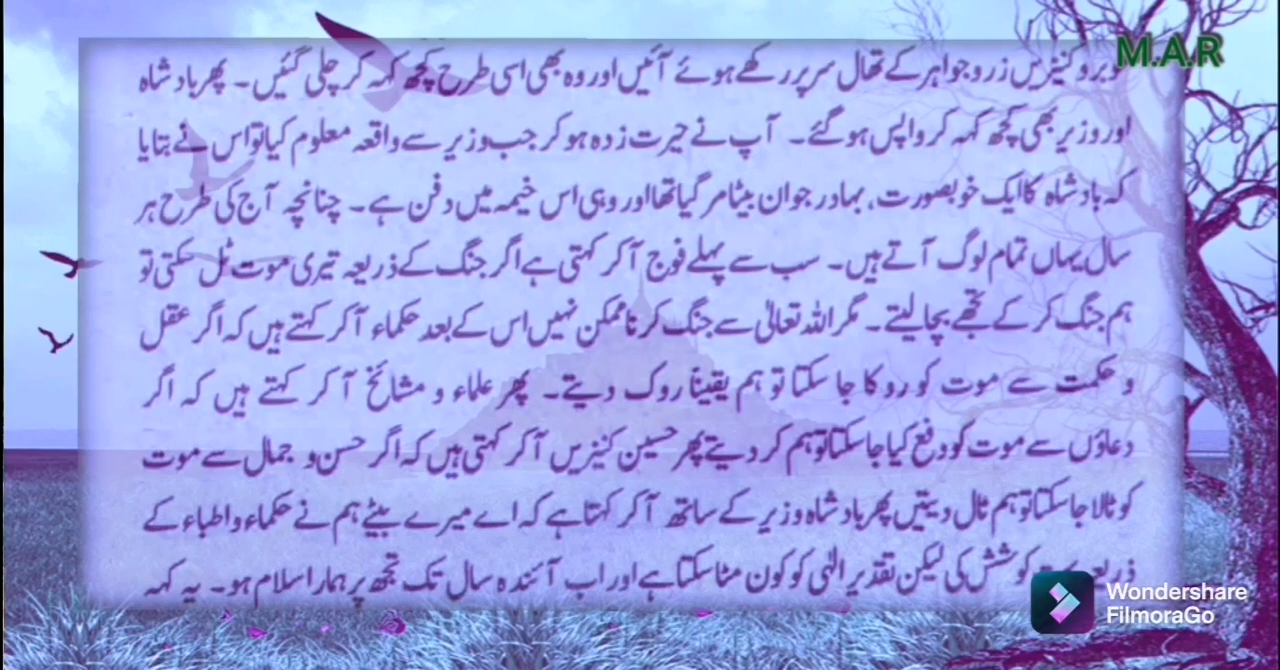 M.A.R
کنیزیں زر و جواہر کے تھال سر پر رکھے ہوئے آئیں اور وہ بھی اسی طرح کچھ کہہ کر چلی گئیں۔ پھر بادشاہ
اور وزیر بھی کچھ کہہ کر واپس ہو گئے۔ آپ نے حیرت زدہ ہو کر جب وزیر سے واقعہ معلوم کیا تو اس نے بتایا
کہ بادشاہ کا ایک خوبصورت، بہادر جوان بیٹا مر گیا تھا اور وہی اس خیمہ میں دفن ہے۔ چنانچہ آج کی طرح ہر
سال یہاں تمام لوگ آتے ہیں۔ سب سے پہلے فوج آ کر کہتی ہے اگر جنگ کے ذریعہ تیری موت ٹل سکتی تو
ہم جنگ کر کے تجھے بچا لیتے۔ مگر اللہ تعالیٰ سے جنگ کرنا ممکن نہیں اس کے بعد حکماء آ کر کہتے ہیں کہ اگر عقل
و حکمت سے موت کو روکا جا سکتا تو ہم یقیناً روک دیتے۔ پھر علماء و مشائخ آ کر کہتے ہیں کہ اگر
دعاؤں سے موت کو دفع کیا جا سکتا تو ہم کر دیتے پھر حسین کنیزیں آ کر کہتی ہیں کہ اگر حسن و جمال سے موت
کو ٹالا جا سکتا تو ہم ٹال دیتیں پھر بادشاہ وزیر کے ساتھ آ کر کہتا ہے کہ اے میرے بیٹے ہم نے حکماء و اطباء کے
ذریعہ کوشش کی لیکن تقدیر الٰہی کو کون مٹا سکتا ہے اور اب آئندہ سال تک تجھ پر ہمارا سلام ہو۔ یہ کہہ
Wondershare
FilmoraGo